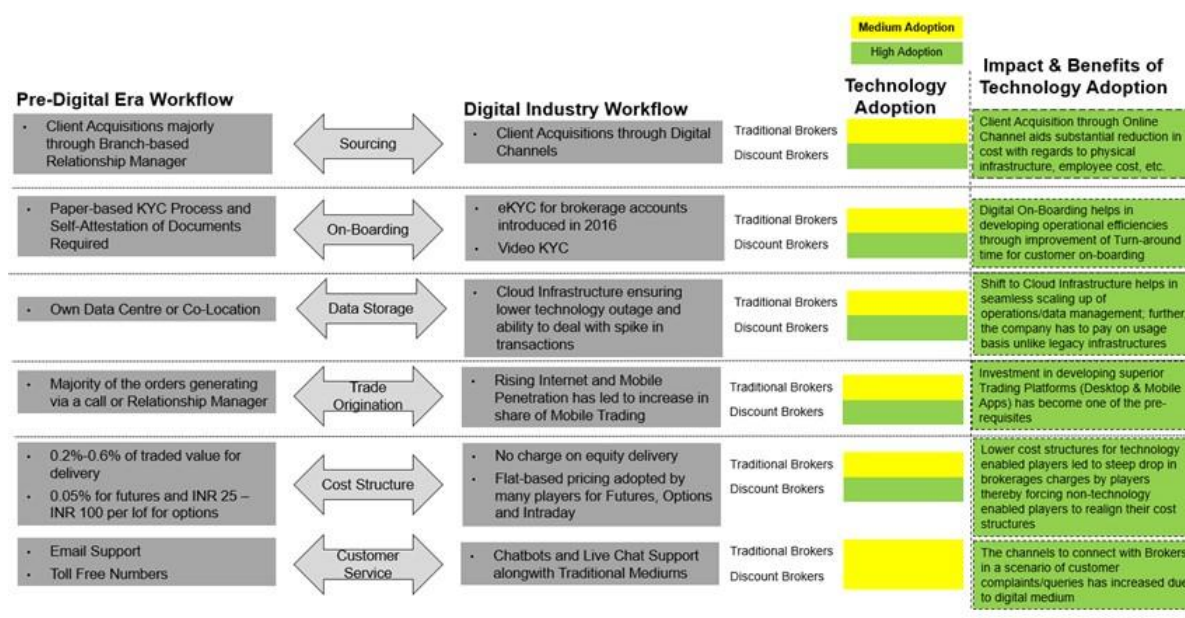 Medium Adoption
High Adoption
Pre-Digital Era Workflow
Digital Industry Workflow
Technology
Adoption
Impact & Benefits of
Technology Adoption
• Client Acquisitions majorly
through Branch-based
Relationship Manager
Sourcing
• Client Acquisitions through Digital
Channels
Traditional Brokers
Discount Brokers
Client Acquisition through Online
Channel aids substantial reduction in
cost with regards to physical
infrastructure, employee cost, etc.
• Paper-based KYC Process and
Self-Attestation of Documents
Required
On-Boarding
• eKYC for brokerage accounts
introduced in 2016
• Video KYC
Traditional Brokers
Discount Brokers
Digital On-Boarding helps in
developing operational efficiencies
through improvement of Turn-around
time for customer on-boarding
• Own Data Centre or Co-Location
Data Storage
• Cloud Infrastructure ensuring
lower technology outage and
ability to deal with spike in
transactions
Traditional Brokers
Discount Brokers
Shift to Cloud Infrastructure helps in
seamless scaling up of
operations/data management; further
the company has to pay on usage
basis unlike legacy infrastructures
• Majority of the orders generating
via a call or Relationship Manager
Trade
Origination
• Rising Internet and Mobile
Penetration has led to increase in
share of Mobile Trading
Traditional Brokers
Discount Brokers
Investment in developing superior
Trading Platforms (Desktop & Mobile
Apps) has become one of the pre-
requisites
• 0.2%-0.6% of traded value for
delivery
• 0.05% for futures and INR 25 –
INR 100 per lof for options
Cost Structure
• No charge on equity delivery
• Flat-based pricing adopted by
many players for Futures, Options
and Intraday
Traditional Brokers
Discount Brokers
Lower cost structures for technology
enabled players led to steep drop in
brokerages charges by players
thereby forcing non-technology
enabled players to realign their cost
structures
• Email Support
• Toll Free Numbers
Customer
Service
• Chatbots and Live Chat Support
alongwith Traditional Mediums
Traditional Brokers
Discount Brokers
The channels to connect with Brokers
in a scenario of customer
complaints/queries has increased due
to digital medium